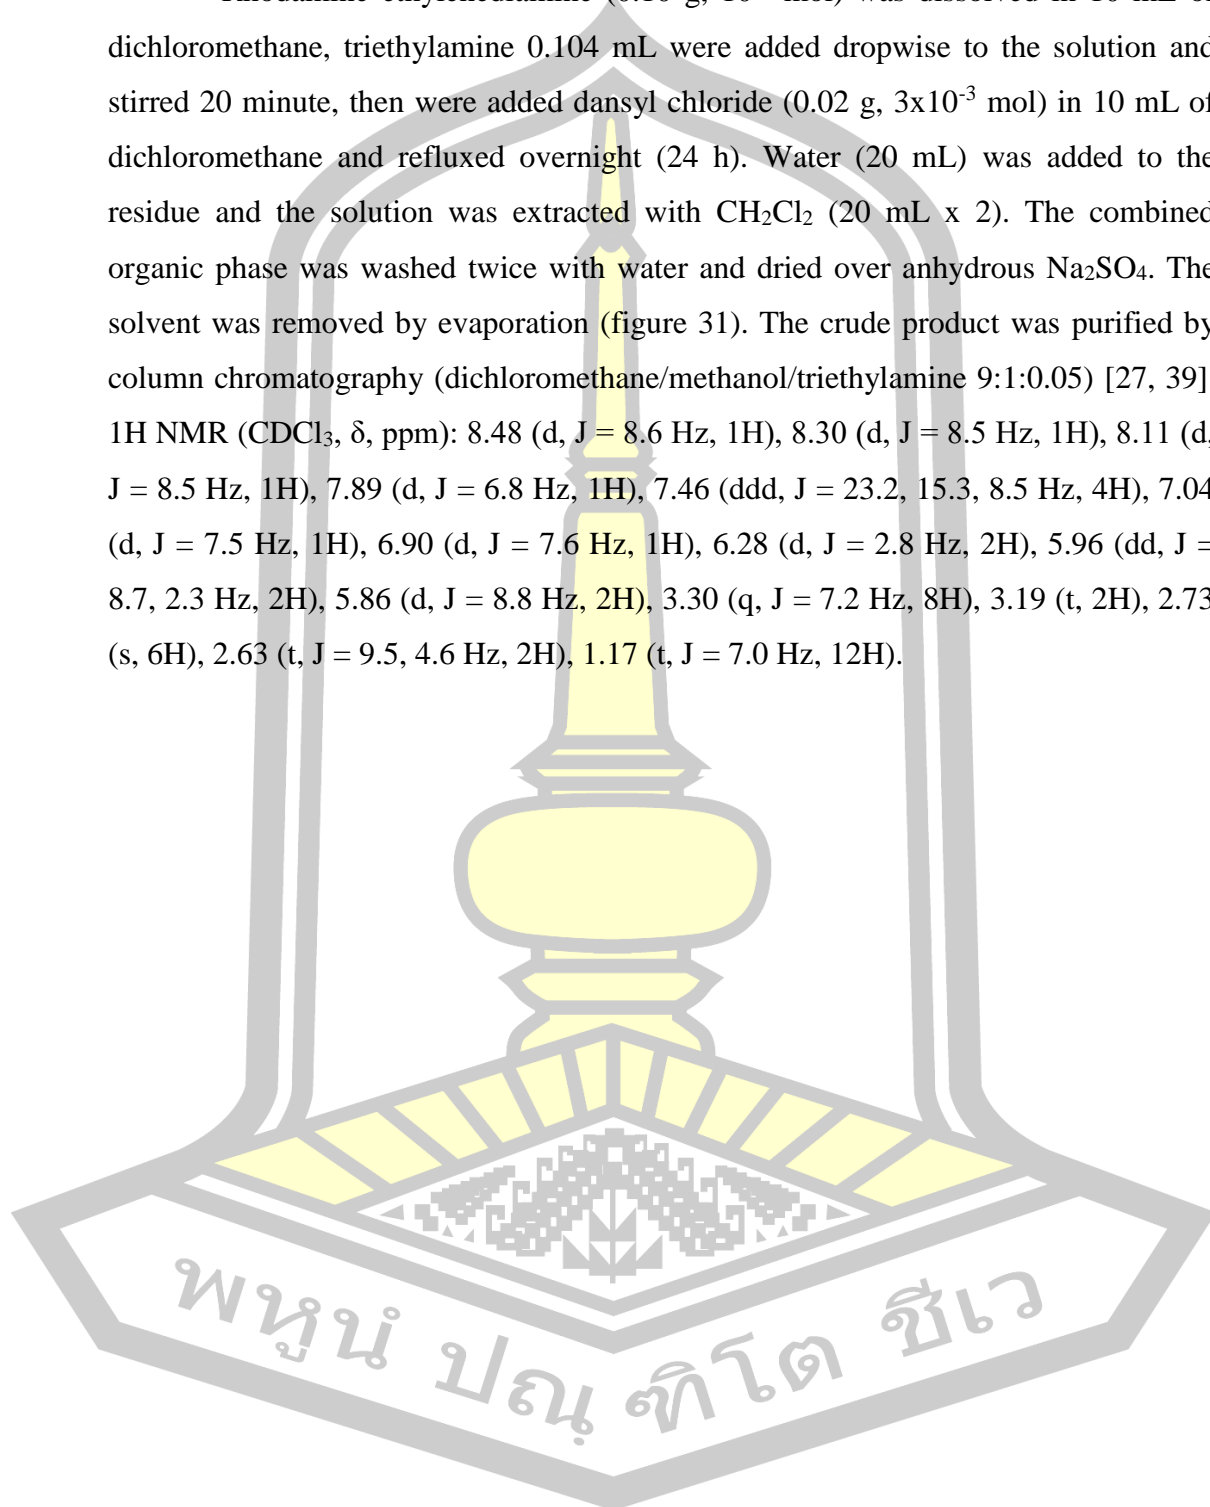 dichloromethane, triethylamine 0.104 mL were added dropwise to the solution and
stirred 20 minute, then were added dansyl chloride (0.02 g, 3x10⁻³ mol) in 10 mL of
dichloromethane and refluxed overnight (24 h). Water (20 mL) was added to the
residue and the solution was extracted with CH₂Cl₂ (20 mL x 2). The combined
organic phase was washed twice with water and dried over anhydrous Na₂SO₄. The
solvent was removed by evaporation (figure 31). The crude product was purified by
column chromatography (dichloromethane/methanol/triethylamine 9:1:0.05) [27, 39]
1H NMR (CDCl₃, δ, ppm): 8.48 (d, J = 8.6 Hz, 1H), 8.30 (d, J = 8.5 Hz, 1H), 8.11 (d,
J = 8.5 Hz, 1H), 7.89 (d, J = 6.8 Hz, 1H), 7.46 (ddd, J = 23.2, 15.3, 8.5 Hz, 4H), 7.04
(d, J = 7.5 Hz, 1H), 6.90 (d, J = 7.6 Hz, 1H), 6.28 (d, J = 2.8 Hz, 2H), 5.96 (dd, J =
8.7, 2.3 Hz, 2H), 5.86 (d, J = 8.8 Hz, 2H), 3.30 (q, J = 7.2 Hz, 8H), 3.19 (t, 2H), 2.73
(s, 6H), 2.63 (t, J = 9.5, 4.6 Hz, 2H), 1.17 (t, J = 7.0 Hz, 12H).
พหูนํ ปณฺฑิโต ชีเว